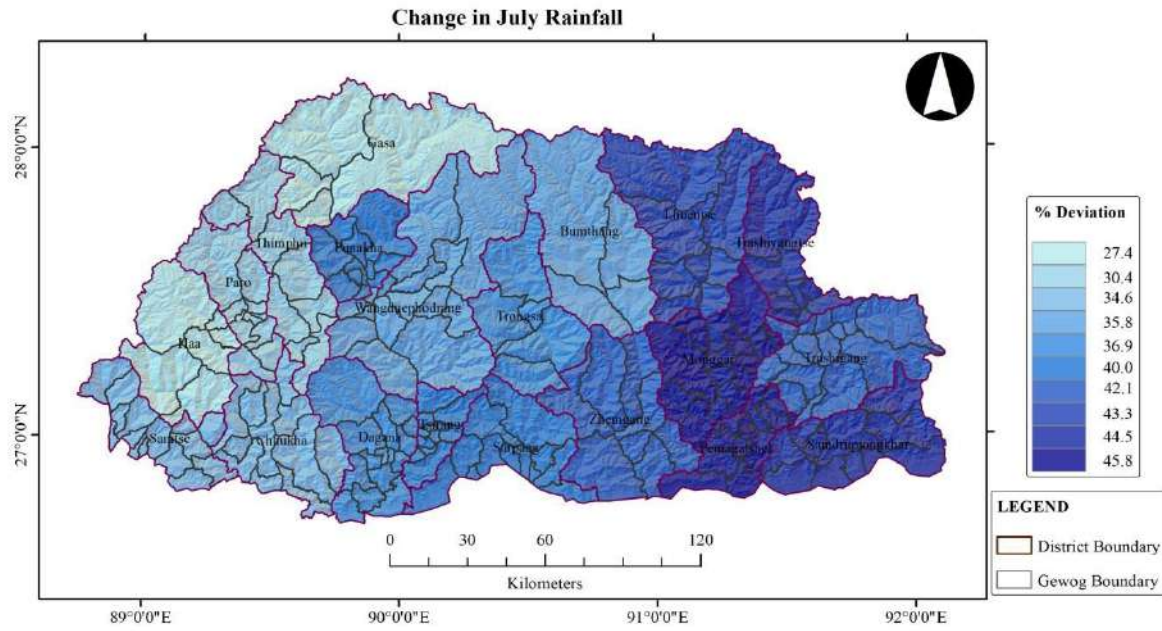 Change in July Rainfall
28°0'0"N
27°0'0"N
Gasa
Thimphu
Punakha
Paro
Haa
Wangduephodrang
Bumthang
Lhuentse
Trashiyangtse
Trongsa
Monggar
Trashigang
Samtse
Chhukha
Dagana
Tsirang
Sarpang
Zhemgang
Pemagatshel
Samdrupjongkhar
0 30 60 120
Kilometers
89°0'0"E
90°0'0"E
91°0'0"E
92°0'0"E
% Deviation
27.4
30.4
34.6
35.8
36.9
40.0
42.1
43.3
44.5
45.8
LEGEND
District Boundary
Gewog Boundary